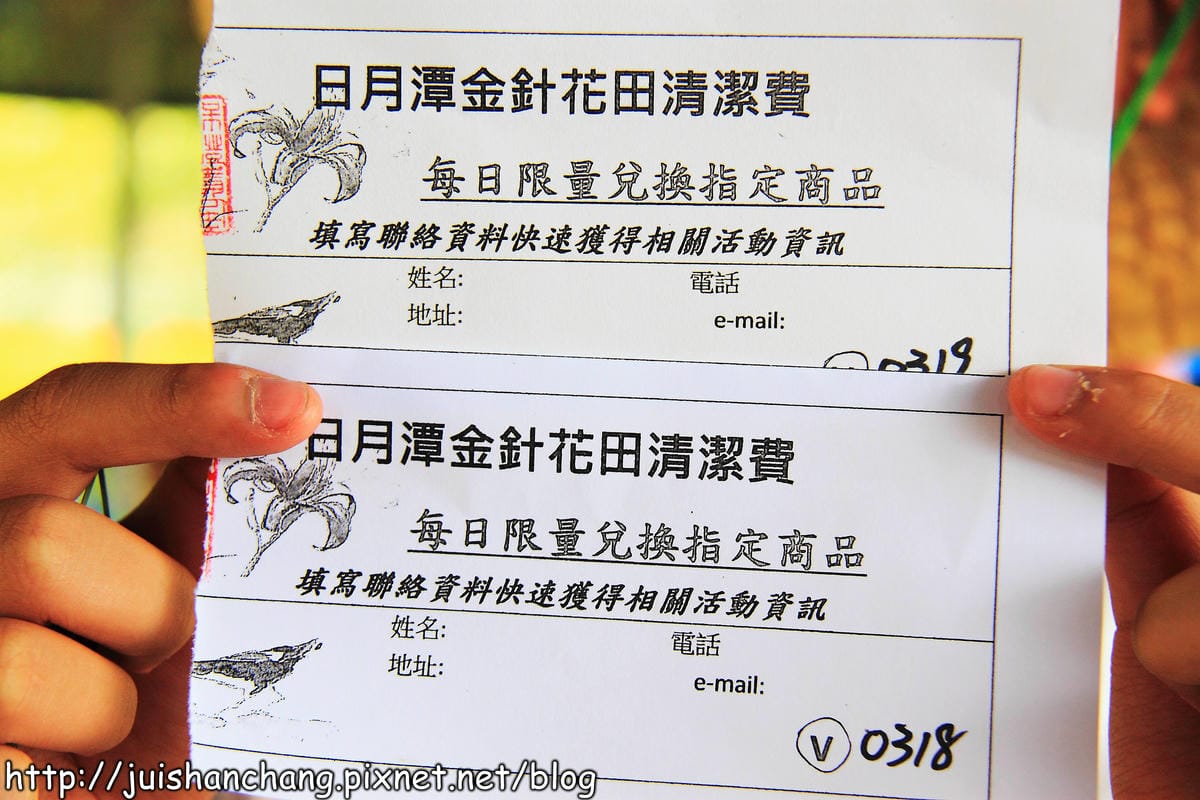 日月潭金針花田清潔費
每日限量兌換指定商品
填寫聯絡資料快速獲得相關活動資訊
姓名: 電話
地址: e-mail:
0319
日月潭金針花田清潔費
每日限量兌換指定商品
填寫聯絡資料快速獲得相關活動資訊
姓名: 電話
地址: e-mail:
V 0318
http://juishanchang.pixnet.net/blog